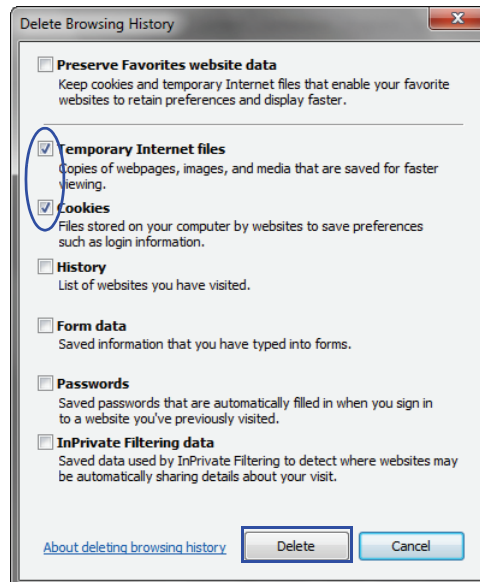 Delete Browsing History
Preserve Favorites website data
Keep cookies and temporary Internet files that enable your favorite
websites to retain preferences and display faster.
Temporary Internet files
Copies of webpages, images, and media that are saved for faster
viewing.
Cookies
Files stored on your computer by websites to save preferences
such as login information.
History
List of websites you have visited.
Form data
Saved information that you have typed into forms.
Passwords
Saved passwords that are automatically filled in when you sign in
to a website you've previously visited.
InPrivate Filtering data
Saved data used by InPrivate Filtering to detect where websites may
be automatically sharing details about your visit.
About deleting browsing history Delete Cancel